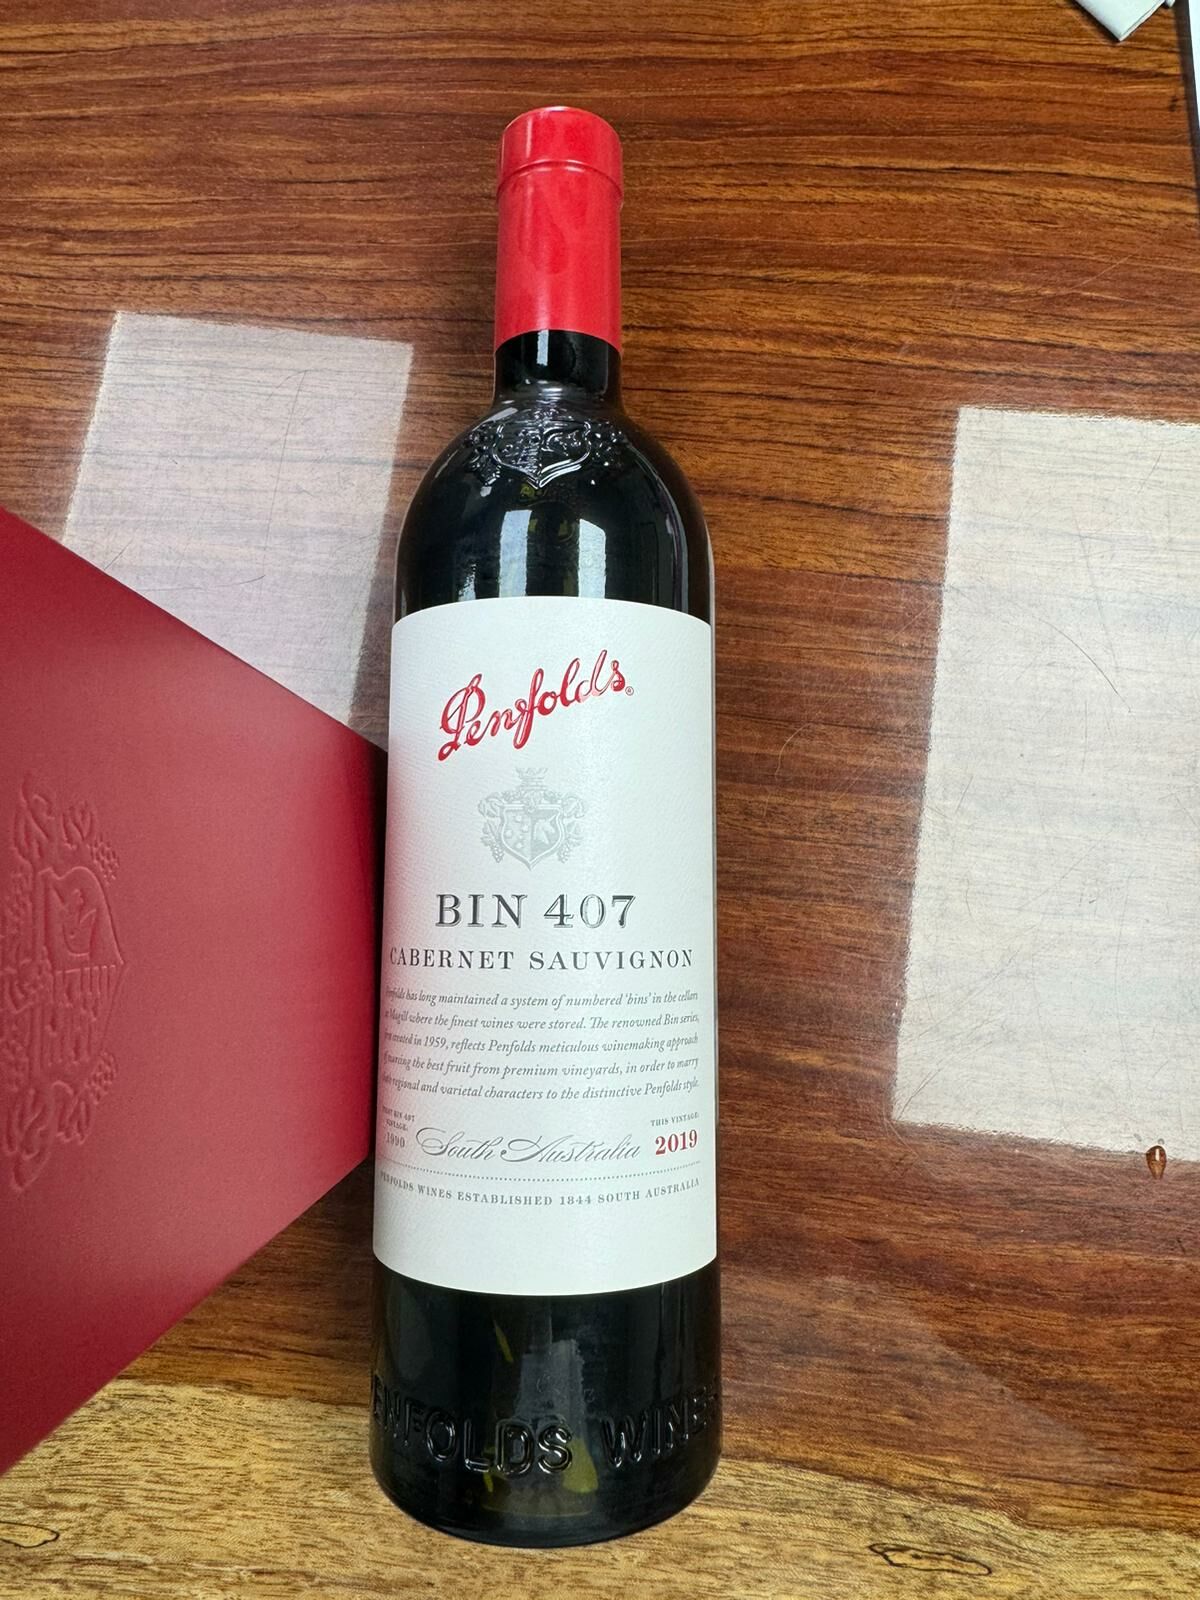 Penfolds®
BIN 407
CABERNET SAUVIGNON
Penfolds has long maintained a system of numbered 'bins' in the cellars
at Magill where the finest wines were stored. The renowned Bin series,
first created in 1959, reflects Penfolds meticulous winemaking approach
of sourcing the best fruit from premium vineyards, in order to marry
both regional and varietal characters to the distinctive Penfolds style.
FIRST BIN 407
VINTAGE:
1990
South Australia
THIS VINTAGE:
2019
PENFOLDS WINES ESTABLISHED 1844 SOUTH AUSTRALIA
PENFOLDS WINES